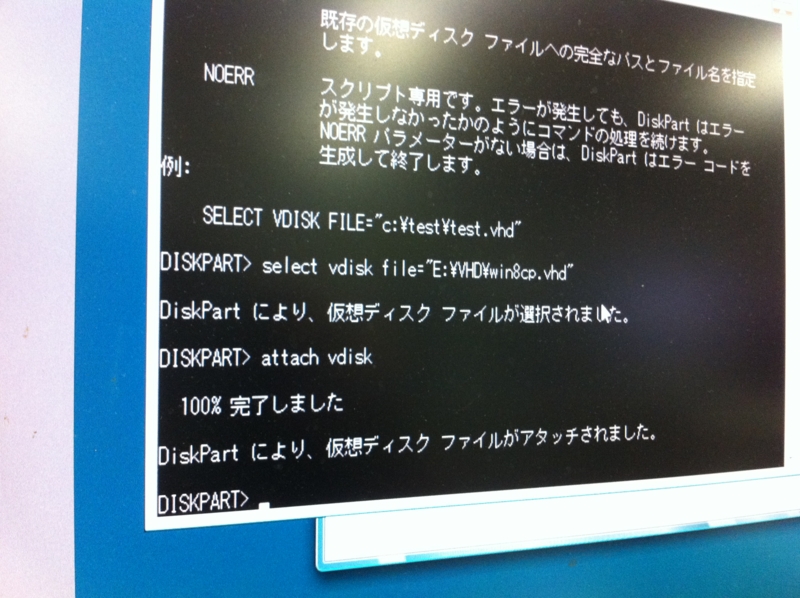 既存の仮想ディスク ファイルへの完全なパスとファイル名を指定
します。
NOERR
スクリプト専用です。エラーが発生しても、DiskPart はエラー
が発生しなかったかのようにコマンドの処理を続けます。
NOERR パラメーターがない場合は、DiskPart はエラー コードを
生成して終了します。
例:
SELECT VDISK FILE="c:¥test¥test.vhd"
DISKPART> select vdisk file="E:¥VHD¥win8cp.vhd"
DiskPart により、仮想ディスク ファイルが選択されました。
DISKPART> attach vdisk
100% 完了しました
DiskPart により、仮想ディスク ファイルがアタッチされました。
DISKPART>